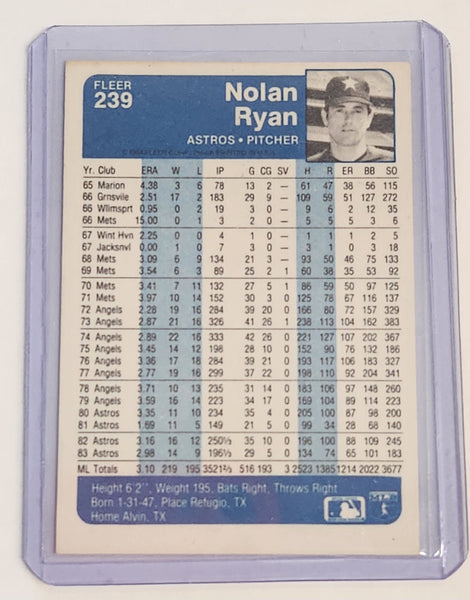 FLEER
239
Nolan
Ryan
ASTROS • PITCHER
Yr. Club ERA W L IP G CG SV H R ER BB SO
65 Marion 4.38 3 6 78 13 2 — 61 47 38 56 115
66 Grnsvile 2.51 17 2 183 29 9 — 109 59 51 127 272
66 Wllmsprt 0.95 0 2 19 3 0 — 9 6 2 12 35
66 Mets 15.00 0 1 3 2 0 — 5 5 5 3 6
67 Wint Hvn 2.25 0 0 4 1 0 — 1 1 1 2 5
67 Jacksnvl 0.00 1 0 7 3 0 — 3 1 0 3 18
68 Mets 3.09 6 9 134 21 3 — 93 50 46 75 133
69 Mets 3.54 6 3 89 25 2 1 60 38 35 53 92
70 Mets 3.41 7 11 132 27 5 1 86 59 50 97 125
71 Mets 3.97 10 14 152 30 3 0 125 78 67 116 137
72 Angels 2.28 19 16 284 39 20 0 166 80 72 157 329
73 Angels 2.87 21 16 326 41 26 1 238 113 104 162 383
74 Angels 2.89 22 16 333 42 26 0 221 127 107 202 367
75 Angels 3.45 14 12 198 28 10 0 152 90 76 132 186
76 Angels 3.36 17 18 284 39 21 0 193 117 106 183 327
77 Angels 2.77 19 16 299 37 22 0 198 110 92 204 341
78 Angels 3.71 10 13 235 31 14 0 183 106 97 148 260
79 Angels 3.59 16 14 223 34 17 0 169 104 89 114 223
80 Astros 3.35 11 10 234 35 4 0 205 100 87 98 200
81 Astros 1.69 11 5 149 21 5 0 99 34 28 68 140
82 Astros 3.16 16 12 250⅓ 35 10 0 196 100 88 109 245
83 Astros 2.98 14 9 196⅓ 29 5 0 134 74 65 101 183
ML Totals 3.10 219 195 3521⅔ 516 193 3 2523 1385 1214 2022 3677
Height 6'2'', Weight 195, Bats Right, Throws Right
Born 1-31-47, Place Refugio, TX
Home Alvin, TX